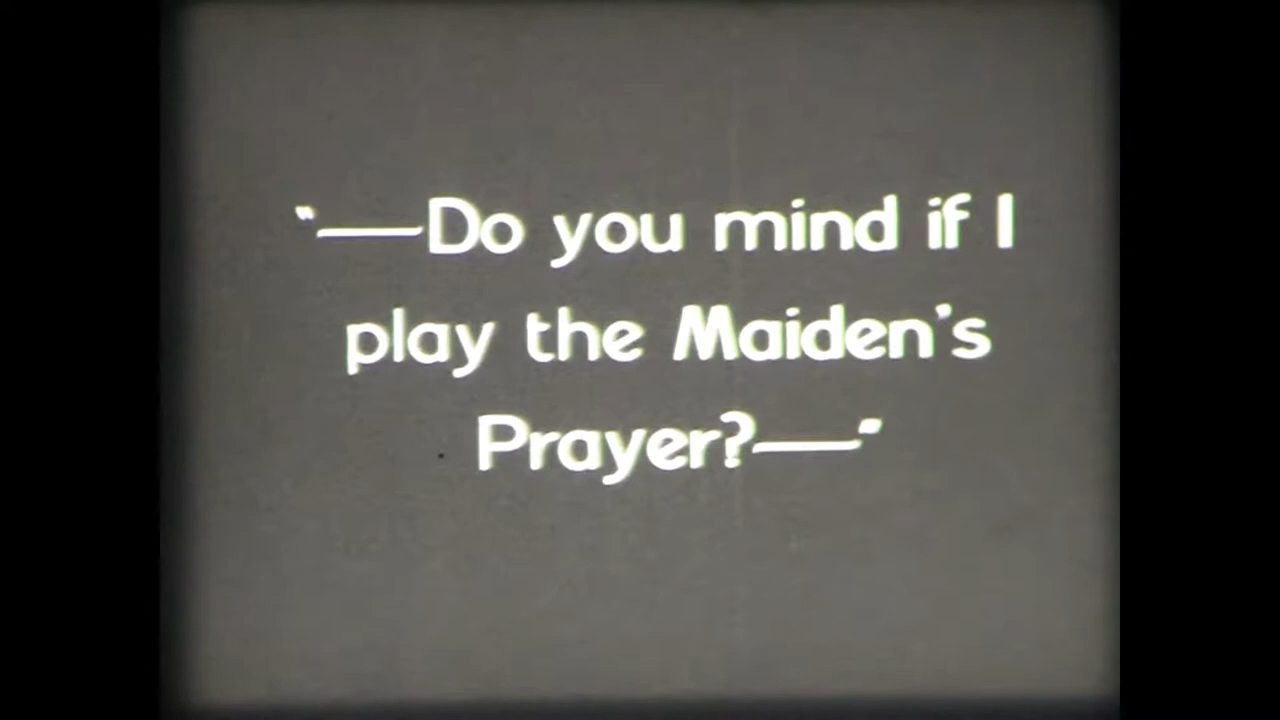 "—Do you mind if I
play the Maiden's
Prayer?—"